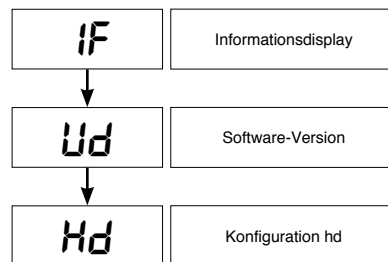 IF
Informationsdisplay
Ud
Software-Version
Hd
Konfiguration hd